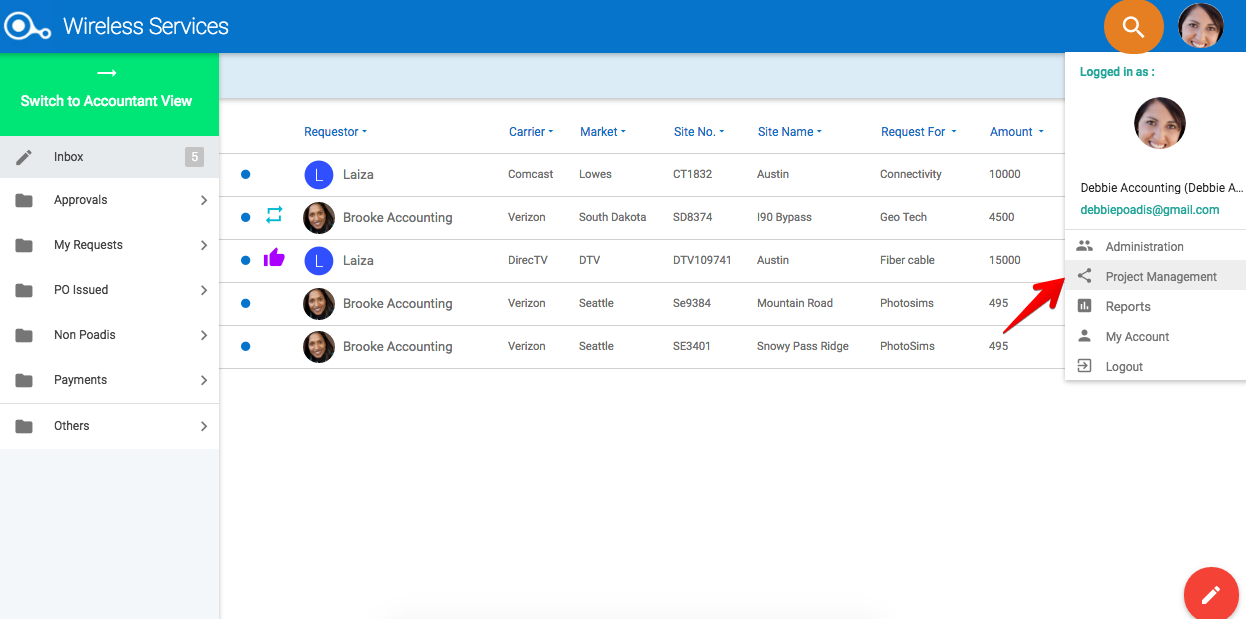 Wireless Services
Switch to Accountant View
Inbox 5
Approvals
My Requests
PO Issued
Non Poadis
Payments
Others
Requestor Carrier Market Site No. Site Name Request For Amount
L Laiza Comcast Lowes CT1832 Austin Connectivity 10000
Brooke Accounting Verizon South Dakota SD8374 I90 Bypass Geo Tech 4500
L Laiza DirecTV DTV DTV109741 Austin Fiber cable 15000
Brooke Accounting Verizon Seattle Se9384 Mountain Road Photosims 495
Brooke Accounting Verizon Seattle SE3401 Snowy Pass Ridge PhotoSims 495
Logged in as :
Debbie Accounting (Debbie A...
debbiepoadis@gmail.com
Administration
Project Management
Reports
My Account
Logout